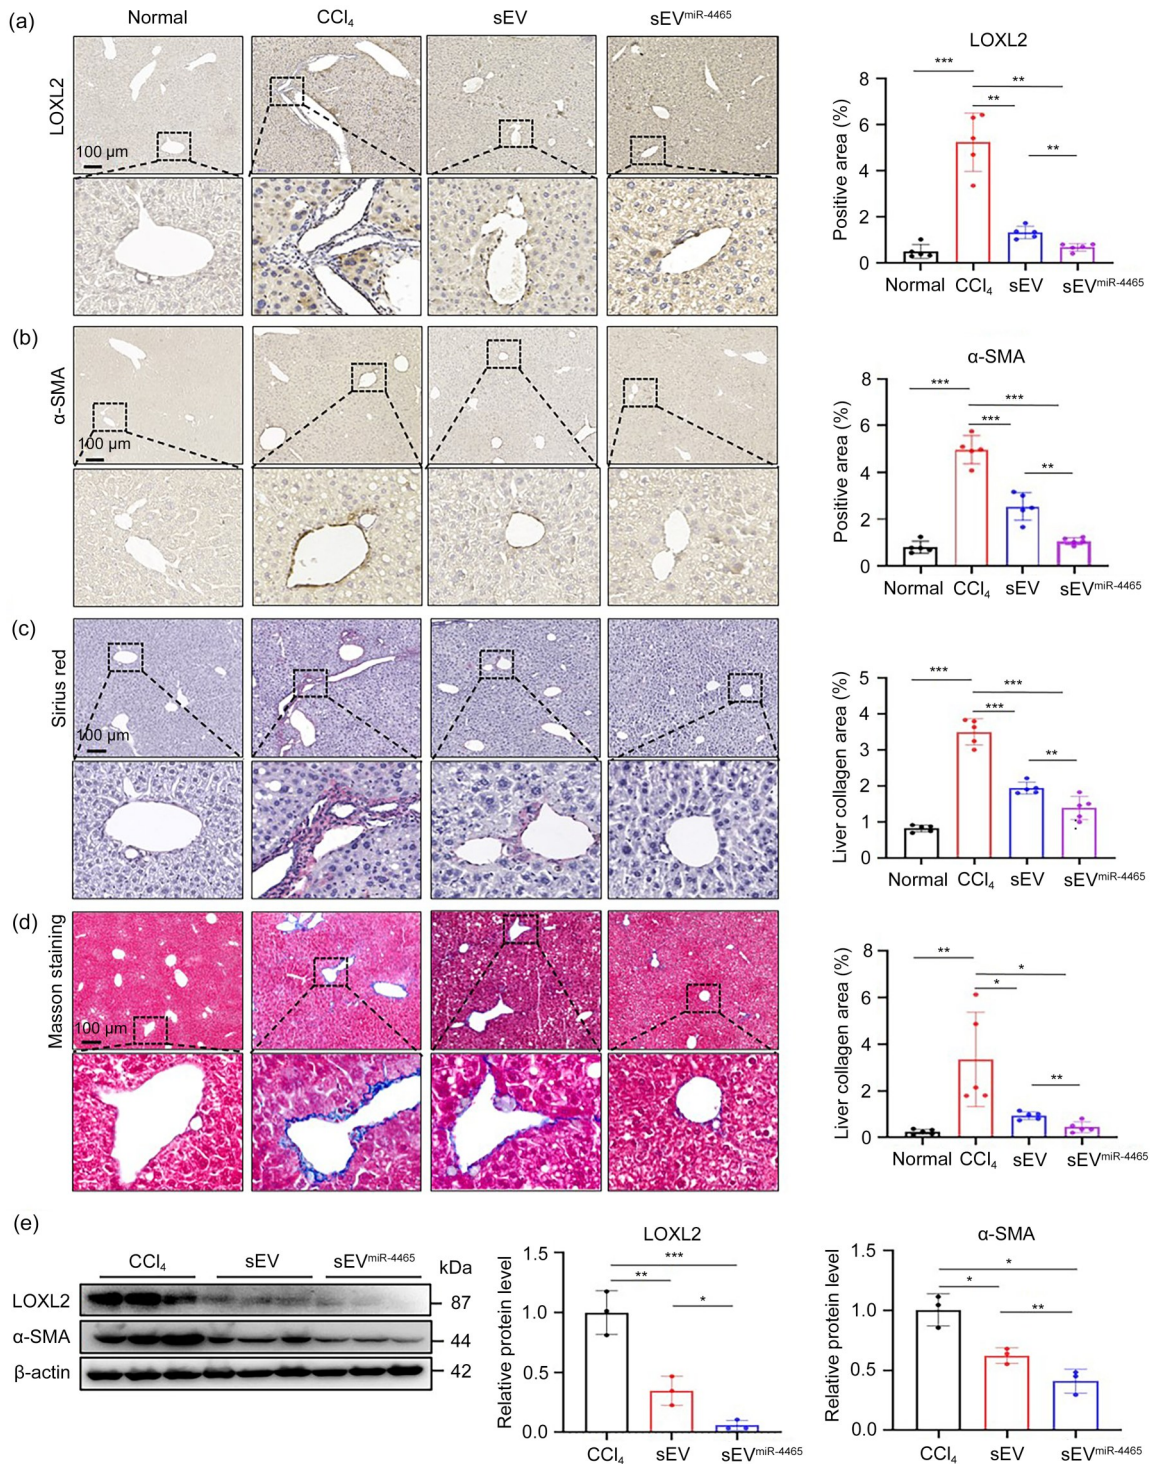 (a)
Normal
CCl₄
sEV
sEVmiR-4465
LOXL2
100 μm
LOXL2
Positive area (%)
8
6
4
2
0
***
**
**
**
Normal
CCl₄
sEV
sEVmiR-4465
(b)
α-SMA
100 μm
α-SMA
Positive area (%)
8
6
4
2
0
***
***
***
**
Normal
CCl₄
sEV
sEVmiR-4465
(c)
Sirius red
100 μm
Liver collagen area (%)
5
4
3
2
1
0
***
***
***
**
Normal
CCl₄
sEV
sEVmiR-4465
(d)
Masson staining
100 μm
Liver collagen area (%)
8
6
4
2
0
**
*
*
**
Normal
CCl₄
sEV
sEVmiR-4465
(e)
CCl₄
sEV
sEVmiR-4465
kDa
LOXL2
87
α-SMA
44
β-actin
42
LOXL2
Relative protein level
1.5
1.0
0.5
0.0
***
**
*
CCl₄
sEV
sEVmiR-4465
α-SMA
Relative protein level
1.5
1.0
0.5
0.0
*
*
**
CCl₄
sEV
sEVmiR-4465